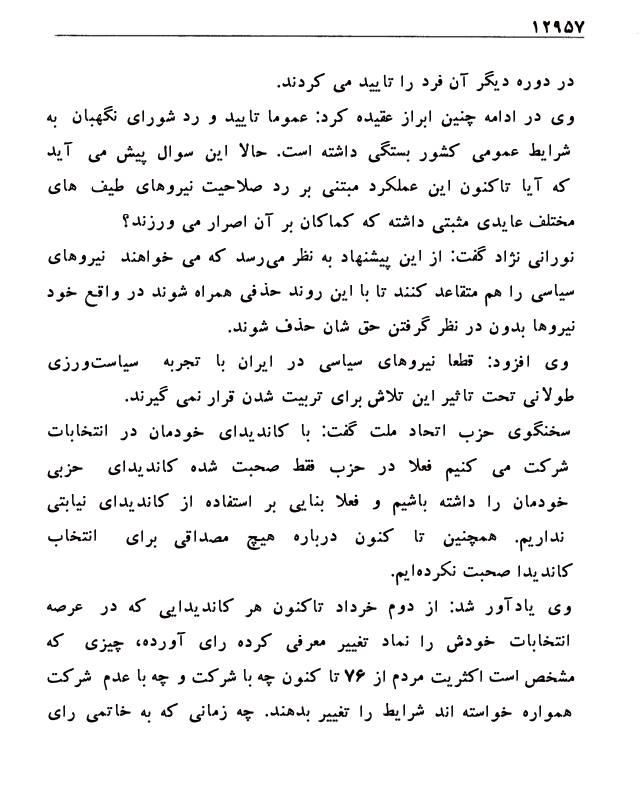 ۱۲۹۵۷
در دوره دیگر آن فرد را تایید می کردند.
وی در ادامه چنین ابراز عقیده کرد: عموما تایید و رد شورای نگهبان به
شرایط عمومی کشور بستگی داشته است. حالا این سوال پیش می آید
که آیا تاکنون این عملکرد مبتنی بر رد صلاحیت نیروهای طیف های
مختلف عایدی مثبتی داشته که کماکان بر آن اصرار می ورزند؟
نورانی نژاد گفت: از این پیشنهاد به نظر می‌رسد که می خواهند نیروهای
سیاسی را هم متقاعد کنند تا با این روند حذفی همراه شوند در واقع خود
نیروها بدون در نظر گرفتن حق شان حذف شوند.
وی افزود: قطعا نیروهای سیاسی در ایران با تجربه سیاست‌ورزی
طولانی تحت تاثیر این تلاش برای تربیت شدن قرار نمی گیرند.
سخنگوی حزب اتحاد ملت گفت: با کاندیدای خودمان در انتخابات
شرکت می کنیم فعلا در حزب فقط صحبت شده کاندیدای حزبی
خودمان را داشته باشیم و فعلا بنایی بر استفاده از کاندیدای نیابتی
نداریم. همچنین تا کنون درباره هیچ مصداقی برای انتخاب
کاندیدا صحبت نکرده‌ایم.
وی یادآور شد: از دوم خرداد تاکنون هر کاندیدایی که در عرصه
انتخابات خودش را نماد تغییر معرفی کرده رای آورده، چیزی که
مشخص است اکثریت مردم از ۷۶ تا کنون چه با شرکت و چه با عدم شرکت
همواره خواسته اند شرایط را تغییر بدهند. چه زمانی که به خاتمی رای